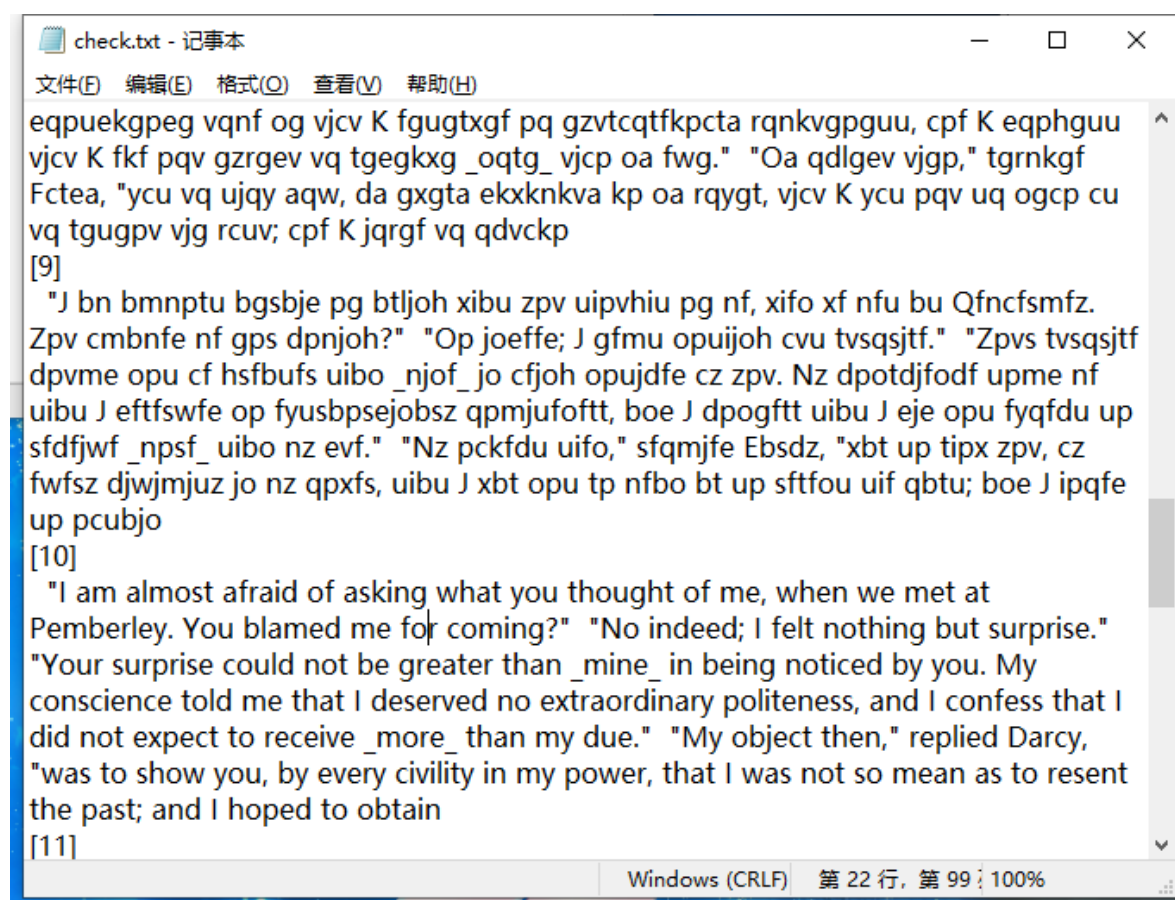 check.txt - 记事本
文件(F) 编辑(E) 格式(O) 查看(V) 帮助(H)
eqpuekgpeg vqnf og vjcv K fgugtxgf pq gzvtcqtfkpcta rqnkvgpguu, cpf K eqphguu
vjcv K fkf pqv gzrgev vq tgegkxg _oqtg_ vjcp oa fwg." "Oa qdlgev vjgp," tgrnkgf
Fctea, "ycu vq ujqy aqw, da gxgta ekxknkva kp oa rqygt, vjcv K ycu pqv uq ogcp cu
vq tgugpv vjg rcuv; cpf K jqrgf vq qdvckp
[9]
"J bn bmnptu bgsbje pg btljoh xibu zpv uipvhiu pg nf, xifo xf nfu bu Qfncfsmfz.
Zpv cmbnfe nf gps dpnjoh?" "Op joeffe; J gfmu opuijoh cvu tvsqsjtf." "Zpvs tvsqsjtf
dpvme opu cf hsfbufs uibo _njof_ jo cfjoh opujdfe cz zpv. Nz dpotdjfodf upme nf
uibu J eftfswfe op fyusbpsejobsz qpmjufoftt, boe J dpogftt uibu J eje opu fyqfdu up
sfdfjwf _npsf_ uibo nz evf." "Nz pckfdu uifo," sfqmjfe Ebsdz, "xbt up tipx zpv, cz
fwfsz djwjmjuz jo nz qpxfs, uibu J xbt opu tp nfbo bt up sftfou uif qbtu; boe J ipqfe
up pcubjo
[10]
"I am almost afraid of asking what you thought of me, when we met at
Pemberley. You blamed me for coming?" "No indeed; I felt nothing but surprise."
"Your surprise could not be greater than _mine_ in being noticed by you. My
conscience told me that I deserved no extraordinary politeness, and I confess that I
did not expect to receive _more_ than my due." "My object then," replied Darcy,
"was to show you, by every civility in my power, that I was not so mean as to resent
the past; and I hoped to obtain
[11]
Windows (CRLF) 第 22 行, 第 99 100%